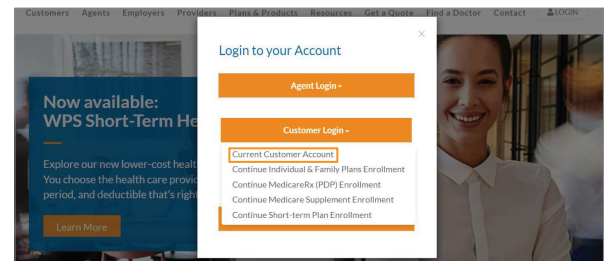 Customers Agents Employers Providers Plans & Products Resources Get a Quote Find a Doctor Contact LOGIN
×
Login to your Account
Agent Login
Now available:
WPS Short-Term He
Customer Login
Current Customer Account
Explore our new lower-cost healt
Continue Individual & Family Plans Enrollment
You choose the health care provic
Continue MedicareRx (PDP) Enrollment
period, and deductible that's right
Continue Medicare Supplement Enrollment
Continue Short-term Plan Enrollment
Learn More